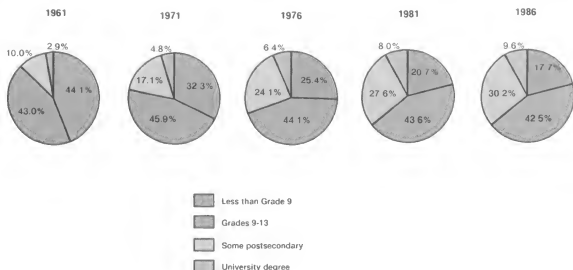 1961 1971 1976 1981 1986
10.0% 2.9% 44.1% 43.0%
4.8% 17.1% 32.3% 45.9%
6.4% 24.1% 25.4% 44.1%
8.0% 27.6% 20.7% 43.6%
9.6% 30.2% 17.7% 42.5%
Less than Grade 9
Grades 9-13
Some postsecondary
University degree